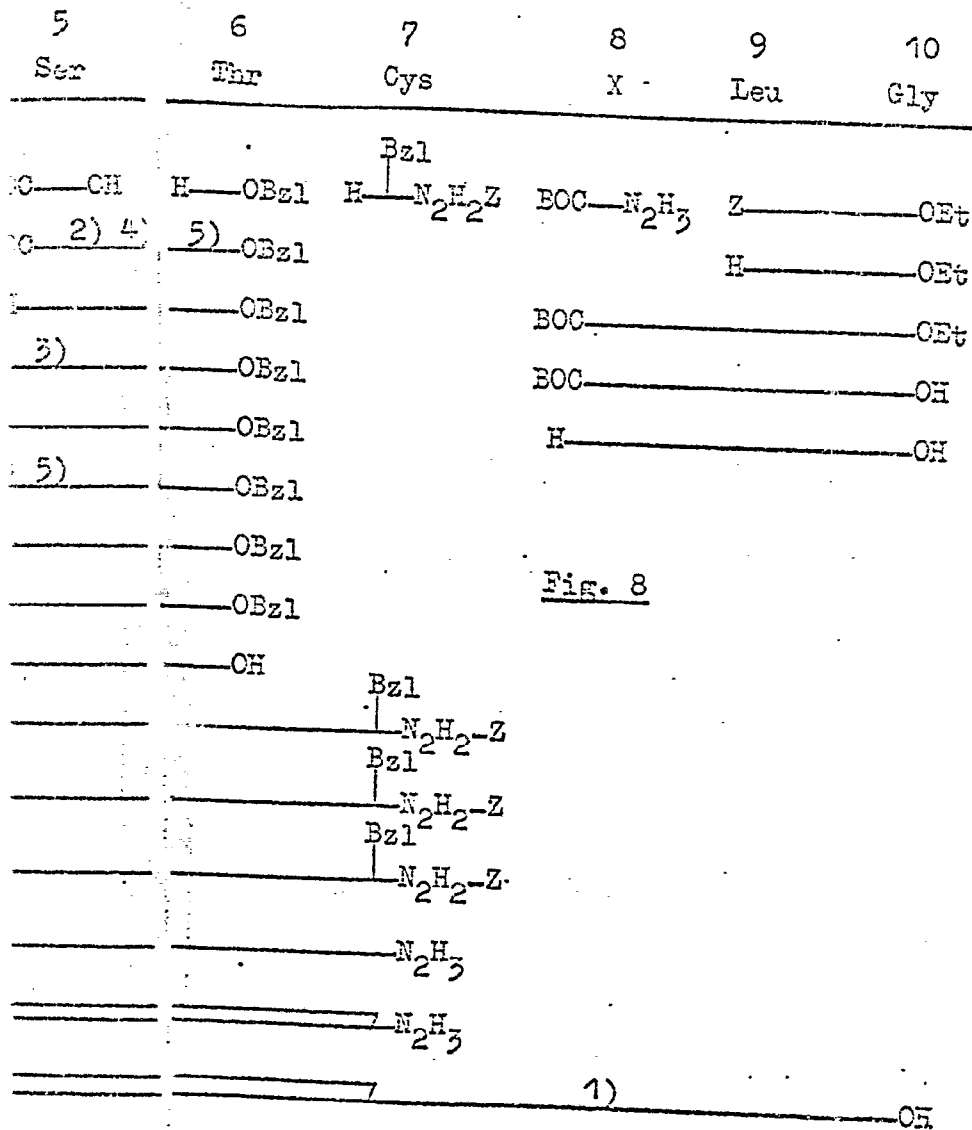 5 6 7 8 9 10
Ser Thr Cys X Leu Gly
Bzl
OH H OBzl H N2H2Z BOC N2H3 Z OEt
2) 4) 5) OBzl H OEt
OBzl BOC OEt
3) OBzl BOC OH
OBzl H OH
5) OBzl
OBzl
OBzl
Fig. 8
OH
Bzl
N2H2-Z
Bzl
N2H2-Z
Bzl
N2H2-Z
N2H3
N2H3
1) OH